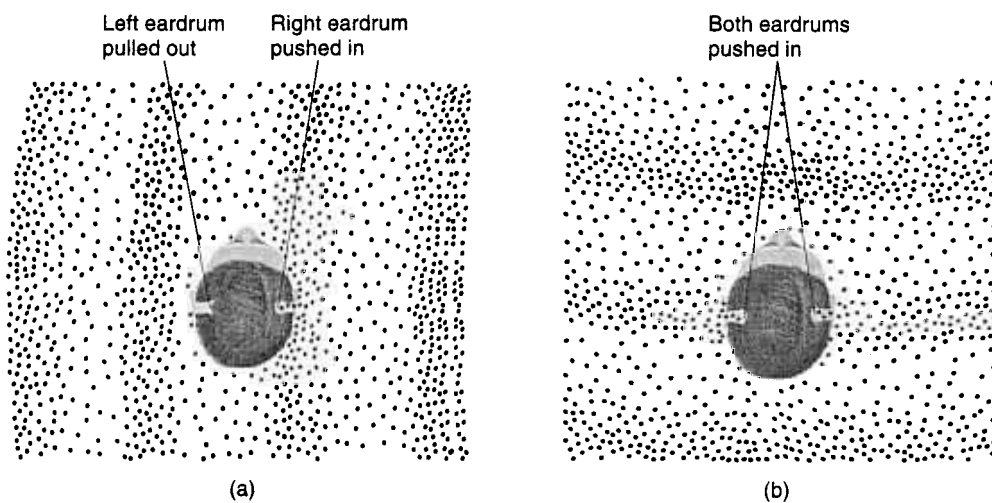 Left eardrum
pulled out
Right eardrum
pushed in
Both eardrums
pushed in
(a)
(b)